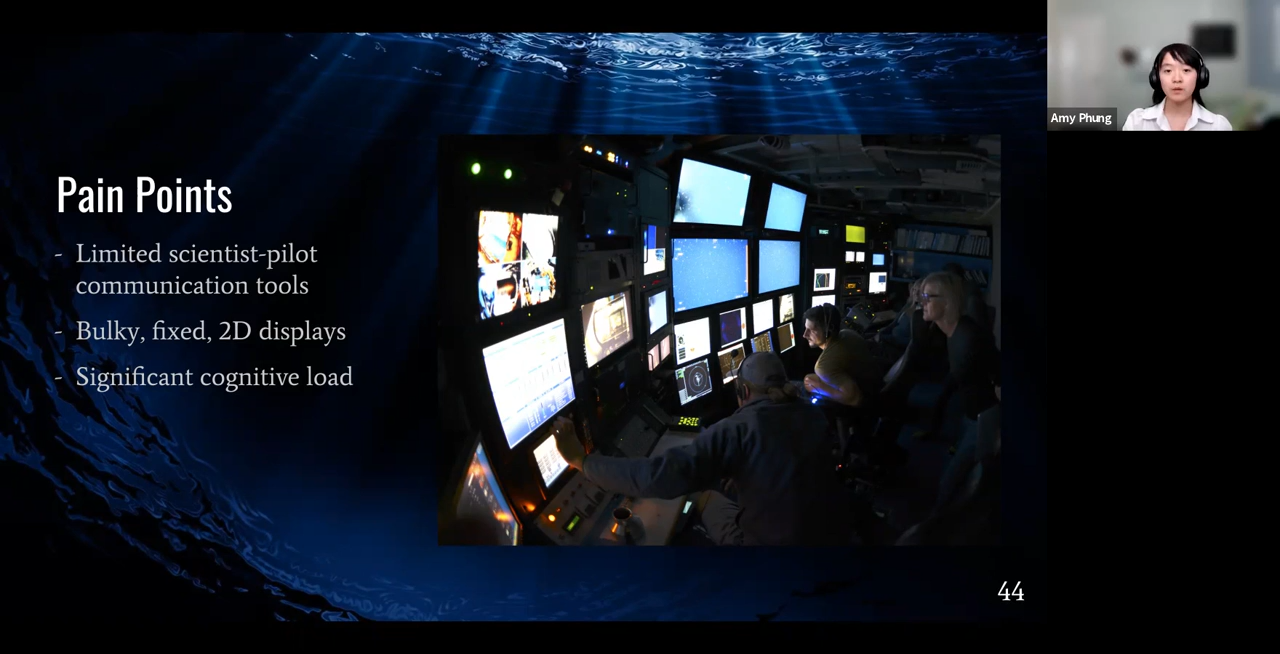 Pain Points
- Limited scientist-pilot
communication tools
- Bulky, fixed, 2D displays
- Significant cognitive load
44
Amy Phung